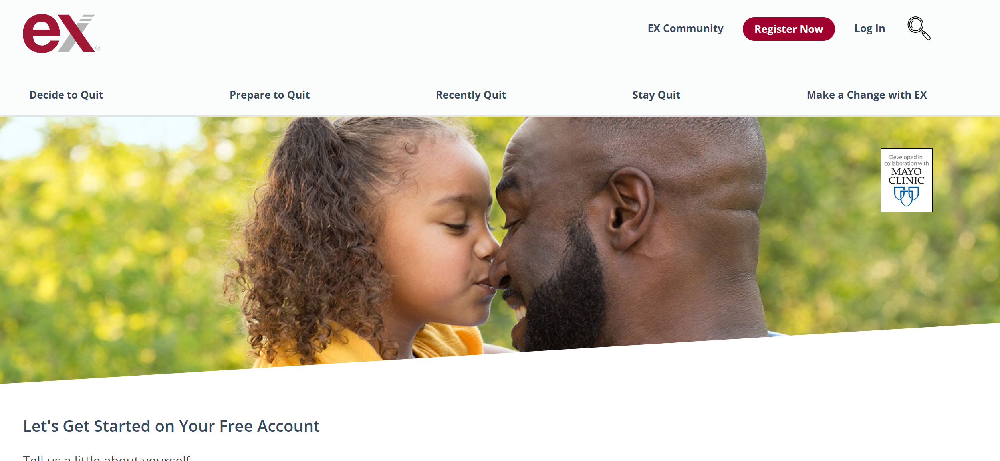 ex®
EX Community
Register Now
Log In
Decide to Quit
Prepare to Quit
Recently Quit
Stay Quit
Make a Change with EX
Developed in
collaboration with
MAYO
CLINIC
Let's Get Started on Your Free Account
Tell us a little about yourself